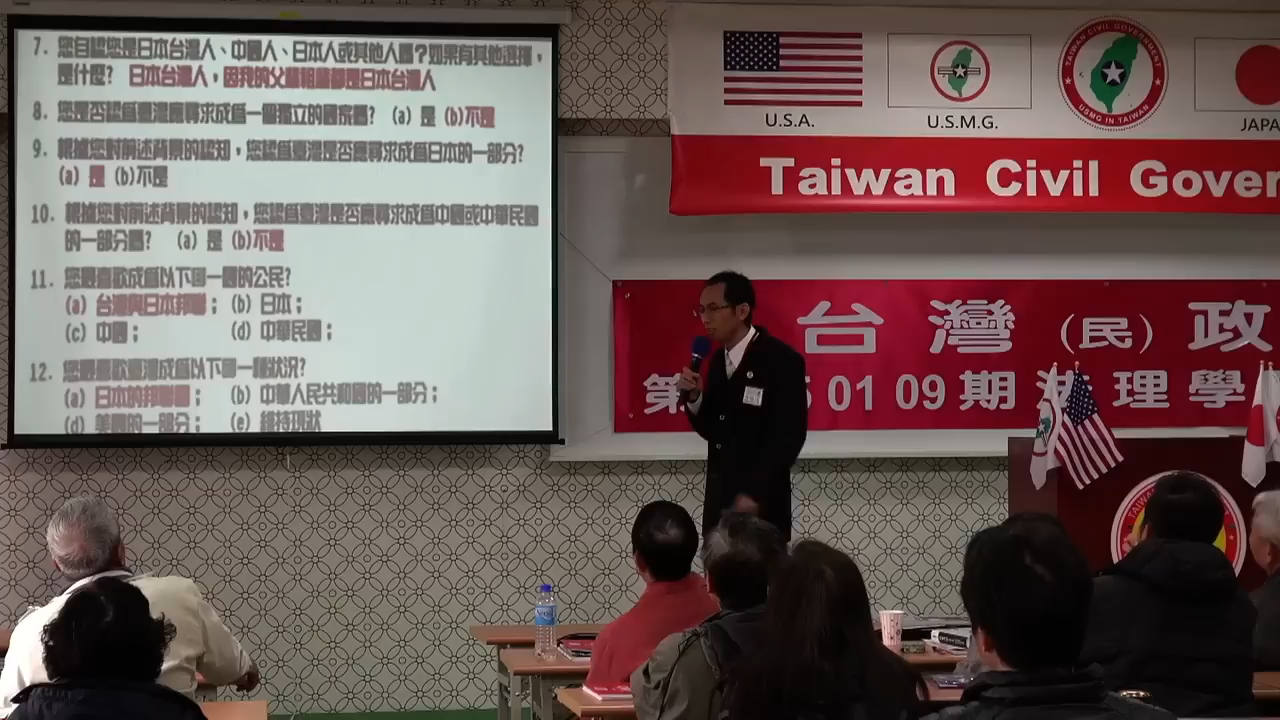 7. 您自認您是日本台灣人、中國人、日本人或其他人嗎？如果有其他選擇，
是什麼？ 日本台灣人，因我的父祖輩都是日本台灣人
8. 您是否認為臺灣應尋求成為一個獨立的國家嗎？ (a) 是 (b)不是
9. 根據您對前述背景的認知，您認為臺灣是否應尋求成為日本的一部分？
(a) 是 (b)不是
10. 根據您對前述背景的認知，您認為臺灣是否應尋求成為中國或中華民國
的一部分嗎？ (a) 是 (b)不是
11. 您最喜歡成為以下哪一國的公民？
(a) 台灣與日本邦聯； (b) 日本；
(c) 中國； (d) 中華民國；
12. 您最喜歡臺灣成為以下哪一種狀況？
(a) 日本的邦聯國； (b) 中華人民共和國的一部分；
(d) 美國的一部分； (e) 維持現狀
U.S.A.
U.S.M.G.
TAIWAN CIVIL GOVERNMENT
USMG IN TAIWAN
JAPA
Taiwan Civil Gover
台灣（民）政
第 01 09 期法理學
TAIWAN